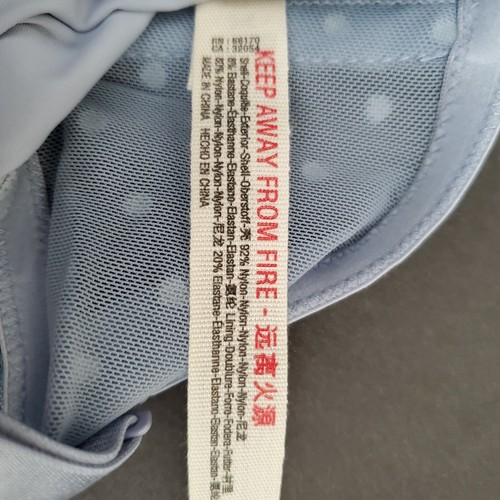 KEEP AWAY FROM FIRE - 远离火源
RN: 66170
CA: 32054
Shell-Coquille-Exterior-Shell-Oberstoff-壳 92% Nylon-Nylon-Nylon-Nylon-Nylon-尼龙
8% Elastane-Elasthanne-Elastano-Elastan-Elastan-氨纶 Lining-Doublure-Forro-Fodera-Futter-衬里
80% Nylon-Nylon-Nylon-Nylon-Nylon-尼龙 20% Elastane-Elasthanne-Elastano-Elastan-Elastan-氨纶
MADE IN CHINA HECHO EN CHINA